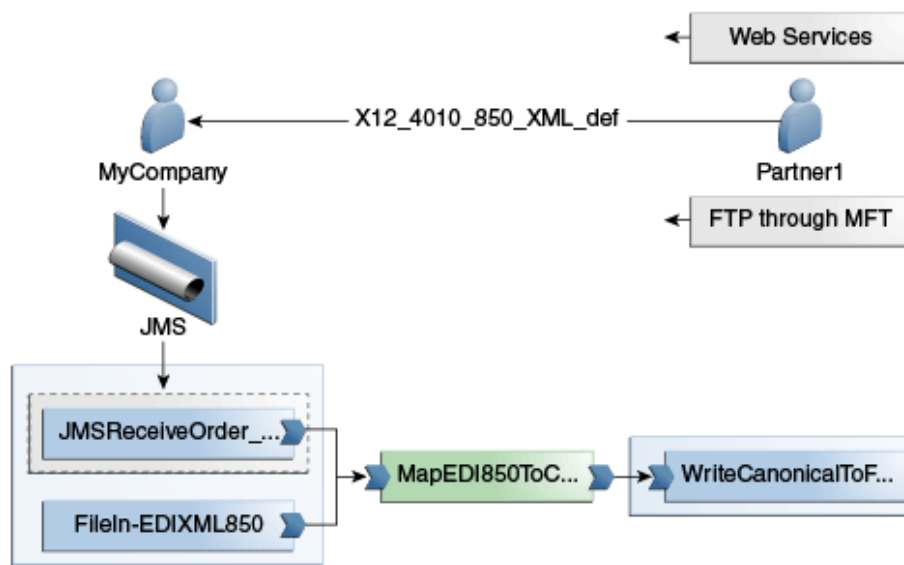 Web Services
X12_4010_850_XML_def
MyCompany
Partner1
FTP through MFT
JMS
JMSReceiveOrder_...
MapEDI850ToC...
WriteCanonicalToF...
FileIn-EDIXML850